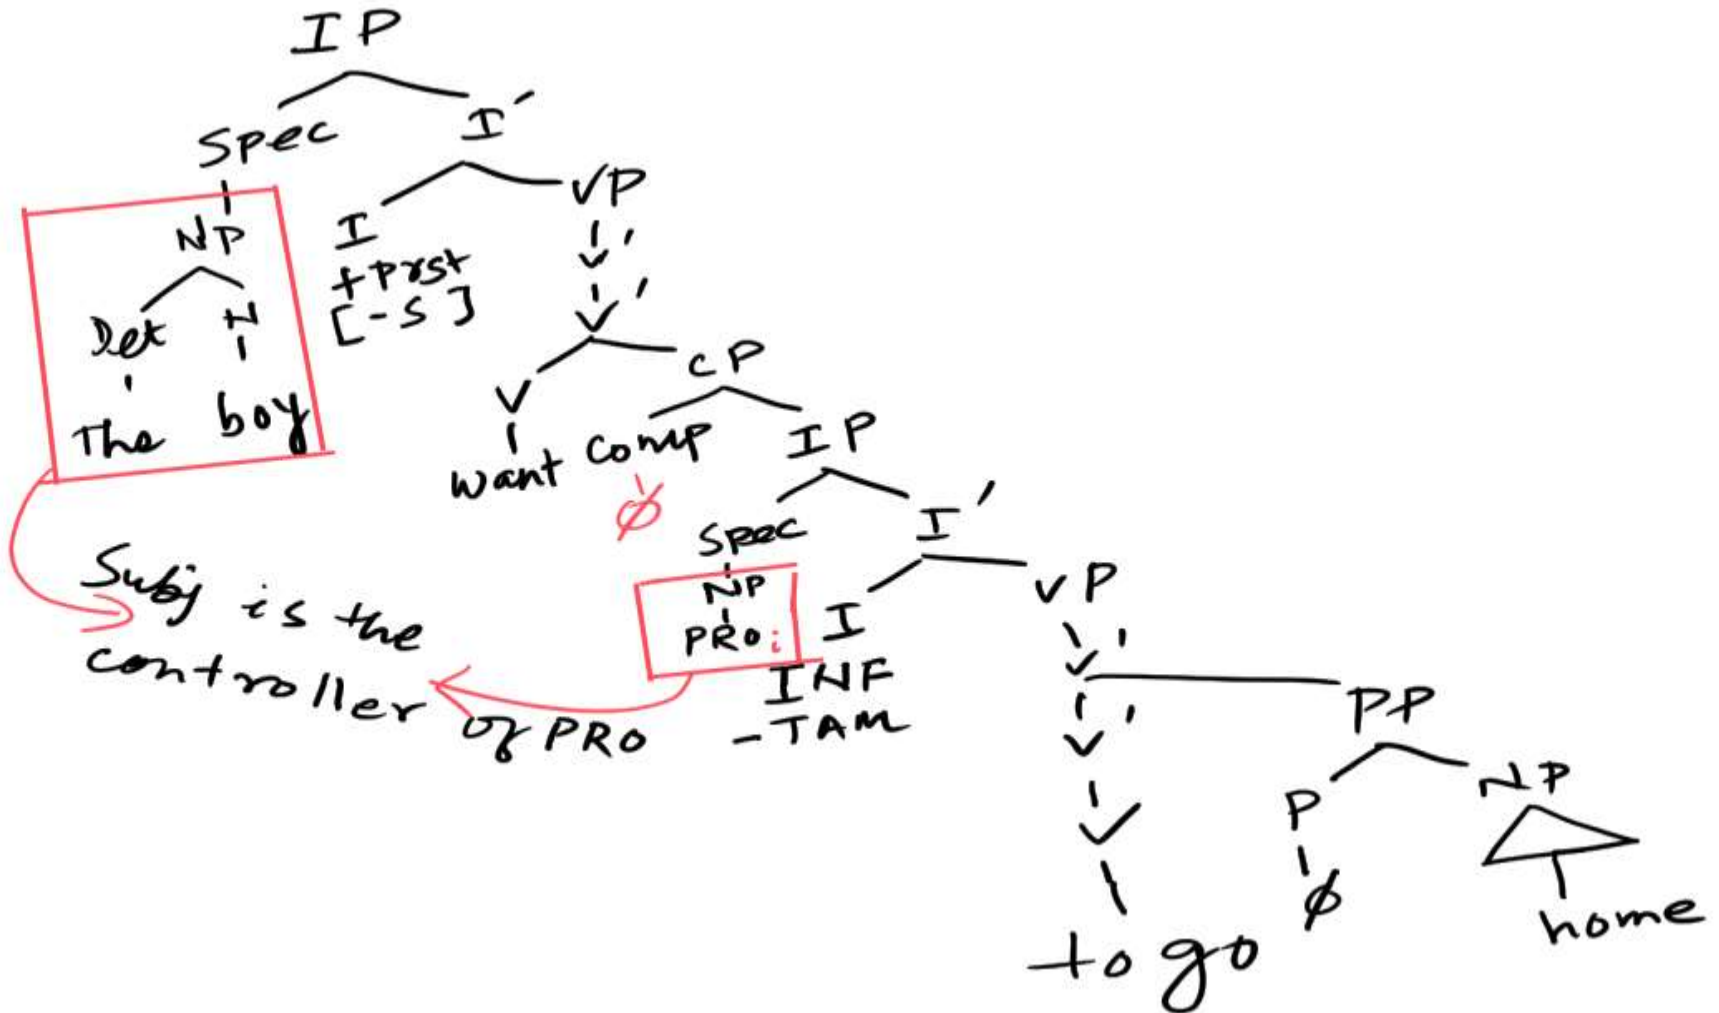 IP
Spec I'
NP I VP
+Prst V'
Det N [-s] V'
The boy V CP
want comp IP
Ø Spec I'
NP I VP
PROi INF V'
-TAM PP
Subj is the V' P NP
controller V Ø home
of PRO to go